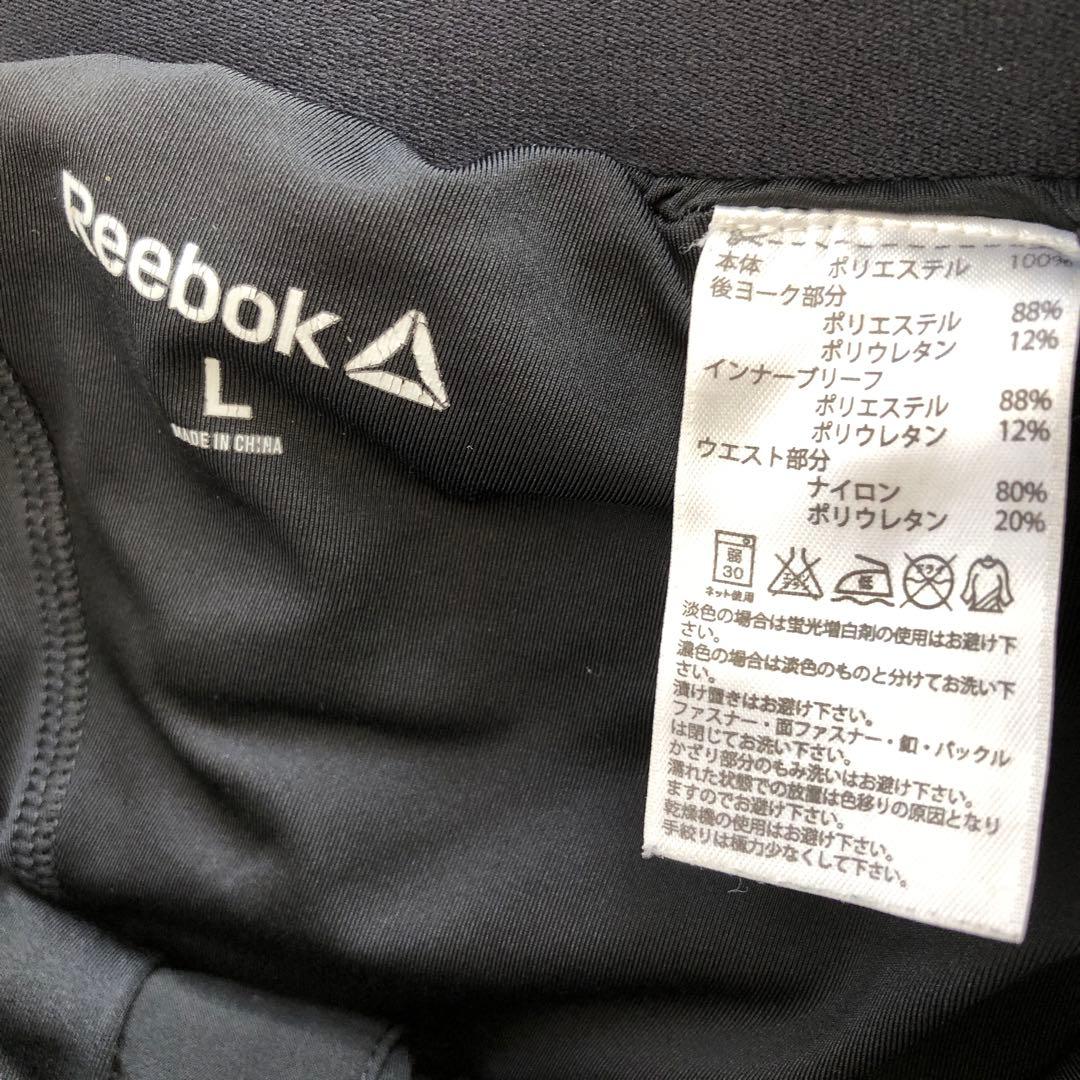 Reebok
L
MADE IN CHINA
本体 ポリエステル 100%
後ヨーク部分
ポリエステル 88%
ポリウレタン 12%
インナーブリーフ
ポリエステル 88%
ポリウレタン 12%
ウエスト部分
ナイロン 80%
ポリウレタン 20%
弱
30
ネット使用
低
ドライ
淡色の場合は蛍光増白剤の使用はお避け下
さい。
濃色の場合は淡色のものと分けてお洗い下
さい。
漬け置きはお避け下さい。
ファスナー・面ファスナー・釦・バックル
は閉じてお洗い下さい。
かざり部分のもみ洗いはお避け下さい。
濡れた状態での放置は色移りの原因となり
ますのでお避け下さい。
乾燥機の使用はお避け下さい。
手絞りは極力少なくして下さい。